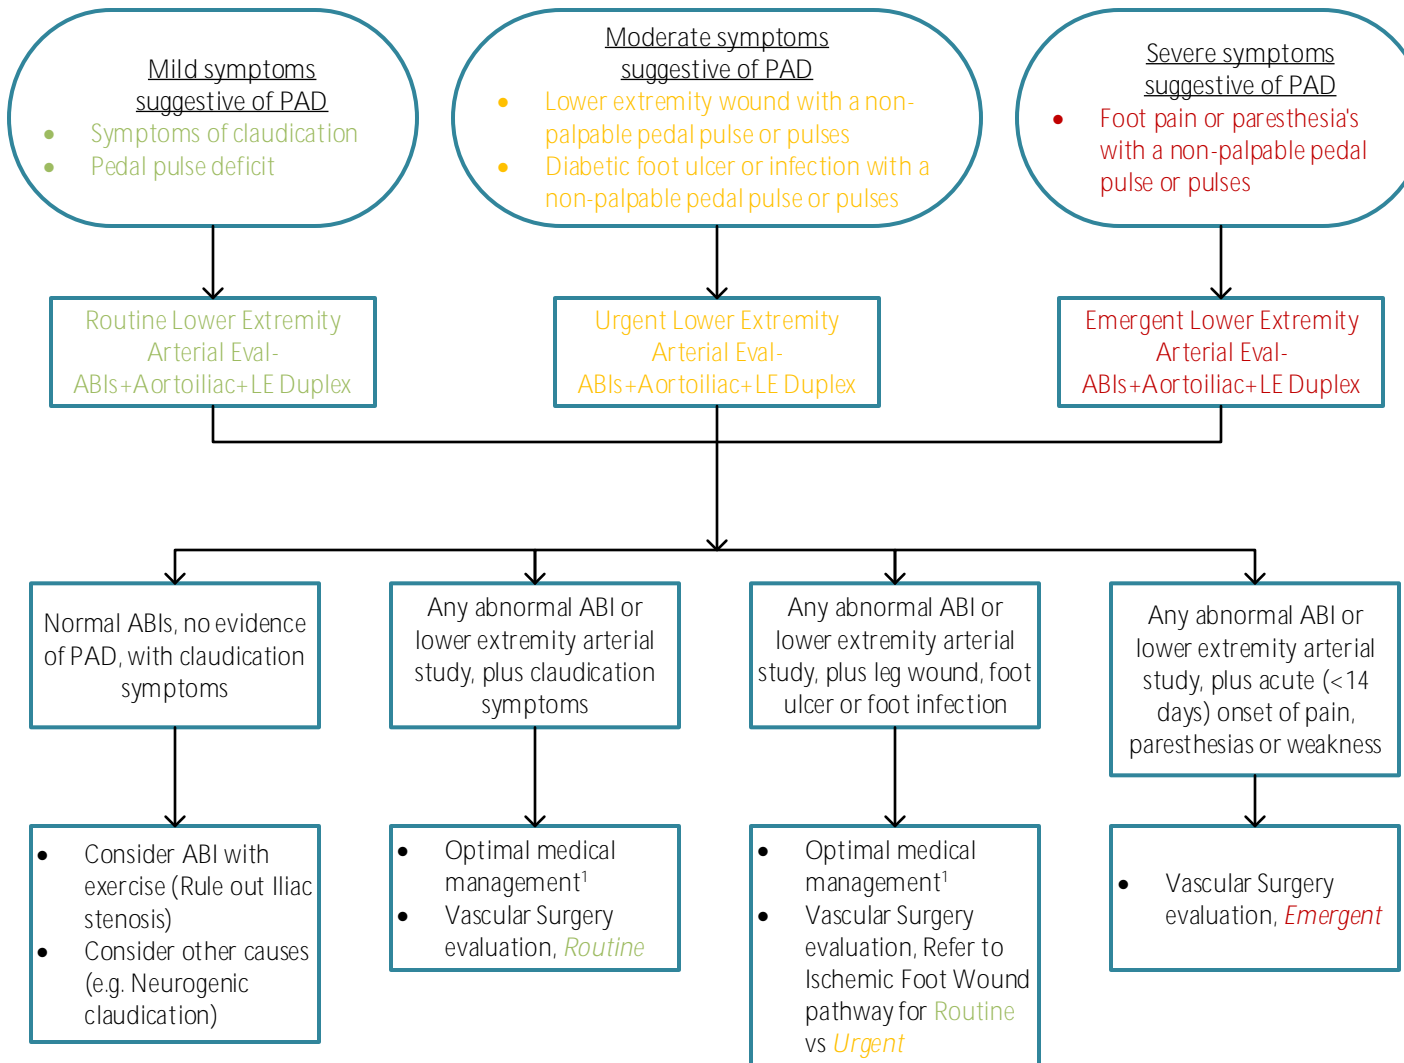 Mild symptoms
suggestive of PAD
• Symptoms of claudication
• Pedal pulse deficit
Moderate symptoms
suggestive of PAD
• Lower extremity wound with a non-
palpable pedal pulse or pulses
• Diabetic foot ulcer or infection with a
non-palpable pedal pulse or pulses
Severe symptoms
suggestive of PAD
• Foot pain or paresthesia's
with a non-palpable pedal
pulse or pulses
Routine Lower Extremity
Arterial Eval-
ABIs+Aortoiliac+LE Duplex
Urgent Lower Extremity
Arterial Eval-
ABIs+Aortoiliac+LE Duplex
Emergent Lower Extremity
Arterial Eval-
ABIs+Aortoiliac+LE Duplex
Normal ABIs, no evidence
of PAD, with claudication
symptoms
Any abnormal ABI or
lower extremity arterial
study, plus claudication
symptoms
Any abnormal ABI or
lower extremity arterial
study, plus leg wound, foot
ulcer or foot infection
Any abnormal ABI or
lower extremity arterial
study, plus acute (<14
days) onset of pain,
paresthesias or weakness
• Consider ABI with
exercise (Rule out Iliac
stenosis)
• Consider other causes
(e.g. Neurogenic
claudication)
• Optimal medical
management¹
• Vascular Surgery
evaluation, Routine
• Optimal medical
management¹
• Vascular Surgery
evaluation, Refer to
Ischemic Foot Wound
pathway for Routine
vs Urgent
• Vascular Surgery
evaluation, Emergent